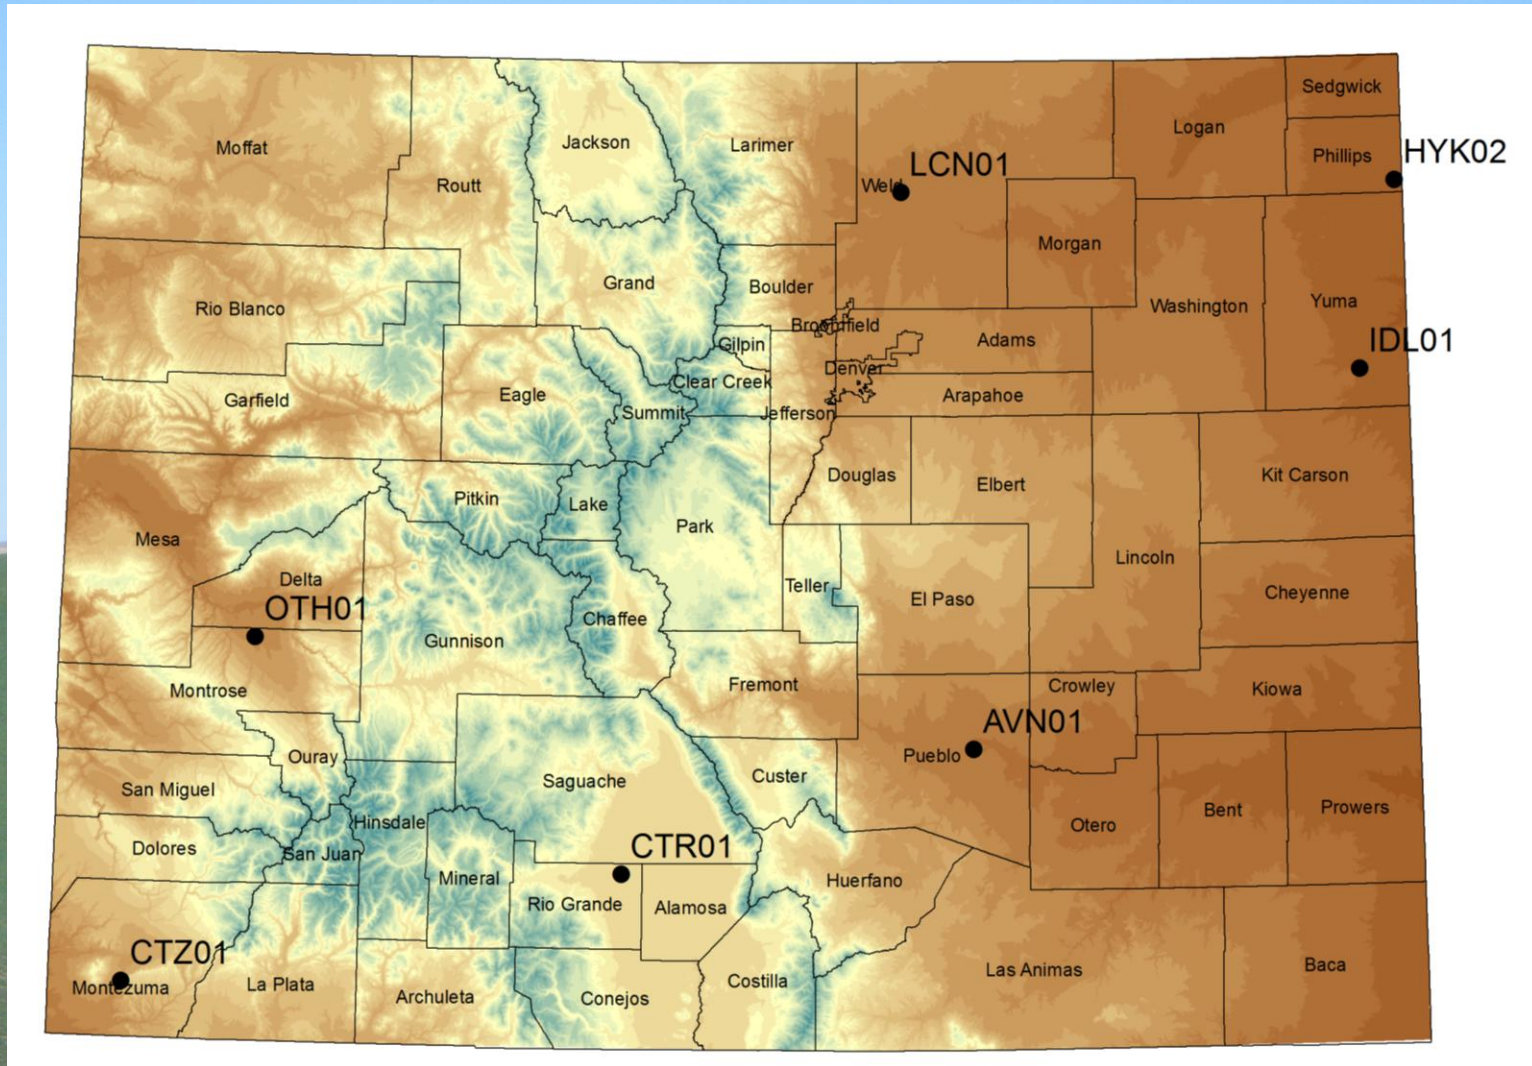 Sedgwick
Moffat
Jackson
Larimer
Logan
Phillips
HYK02
Routt
Weld
LCN01
Morgan
Grand
Boulder
Rio Blanco
Washington
Yuma
Broomfield
Gilpin
Adams
IDL01
Denver
Clear Creek
Eagle
Garfield
Summit
Jefferson
Arapahoe
Douglas
Elbert
Kit Carson
Pitkin
Lake
Park
Mesa
Lincoln
Delta
Teller
El Paso
Cheyenne
OTH01
Chaffee
Gunnison
Montrose
Fremont
Crowley
Kiowa
AVN01
Ouray
Pueblo
Saguache
Custer
San Miguel
Hinsdale
Otero
Bent
Prowers
Dolores
San Juan
CTR01
Mineral
Rio Grande
Alamosa
Huerfano
CTZ01
Montezuma
La Plata
Archuleta
Conejos
Costilla
Las Animas
Baca